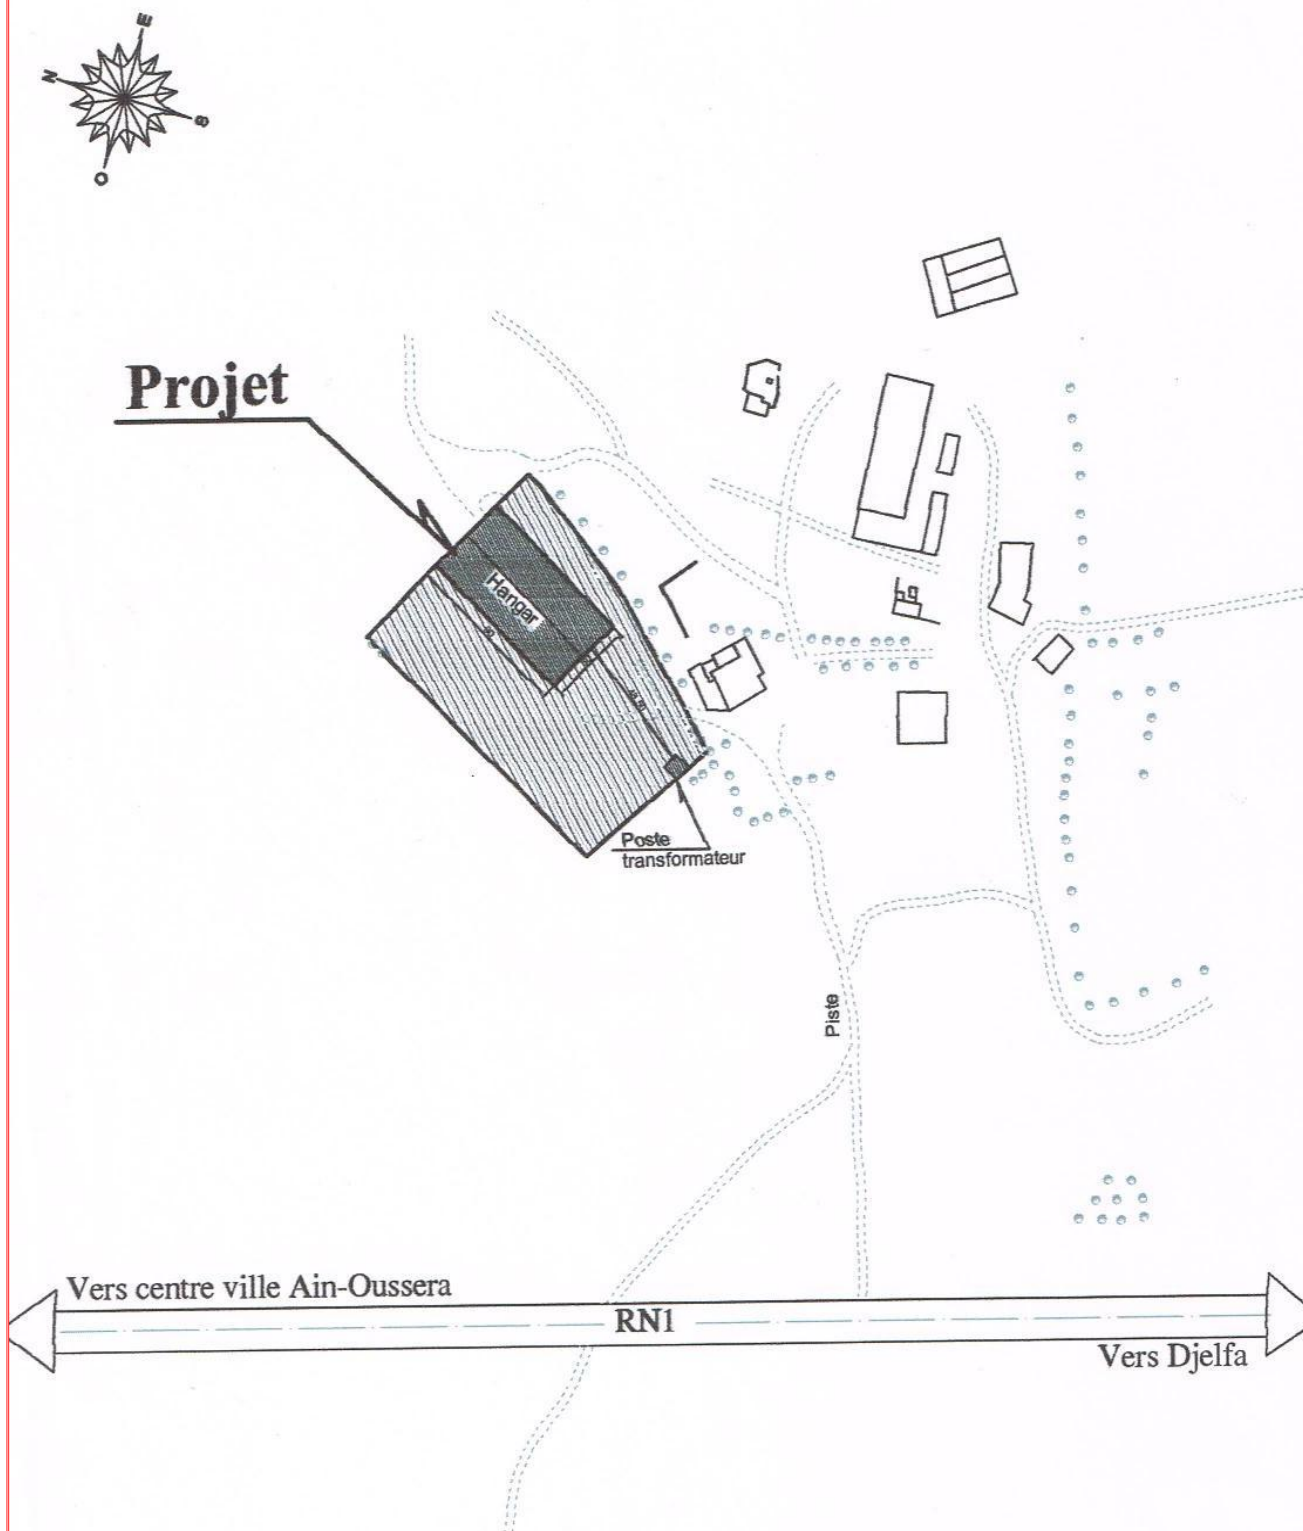 E
N
S
O
Projet
Hangar
Poste
transformateur
Piste
Vers centre ville Ain-Oussera
RN1
Vers Djelfa